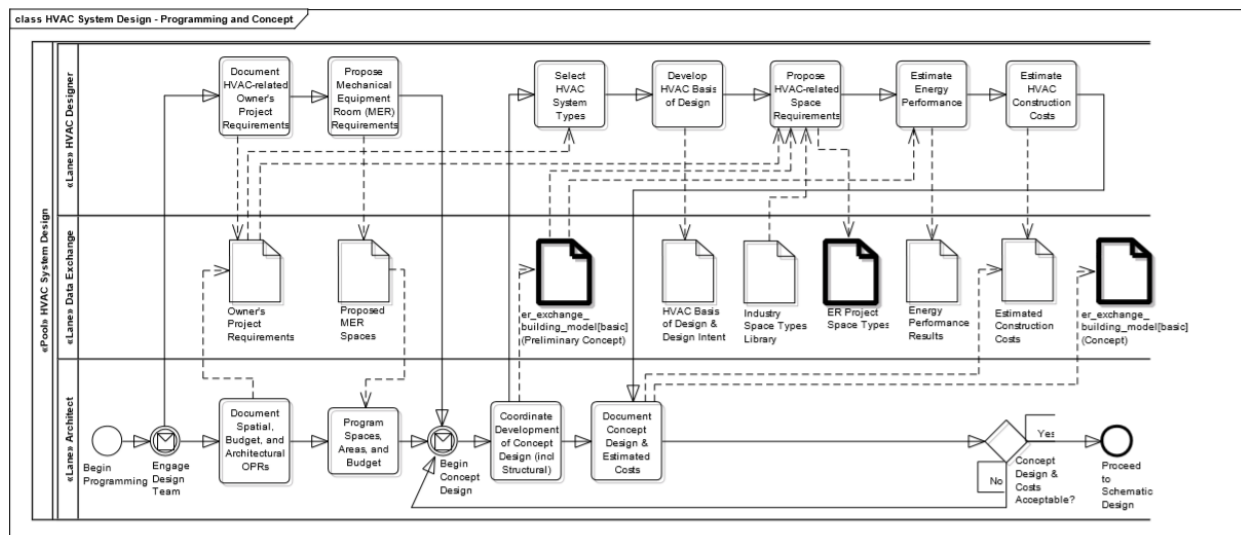 class HVAC System Design - Programming and Concept
«Pool» HVAC System Design
«Lane» HVAC Designer
Document
HVAC-related
Owner's
Project
Requirements
Propose
Mechanical
Equipment
Room (MER)
Requirements
Select
HVAC
System
Types
Develop
HVAC Basis
of Design
Propose
HVAC-related
Space
Requirements
Estimate
Energy
Performance
Estimate
HVAC
Construction
Costs
«Lane» Data Exchange
Owner's
Project
Requirements
Proposed
MER Spaces
er_exchange_
building_model[basic]
(Preliminary Concept)
HVAC Basis
of Design &
Design Intent
Industry
Space Types
Library
ER Project
Space Types
Energy
Performance
Results
Estimated
Construction
Costs
er_exchange_
building_model[basic]
(Concept)
«Lane» Architect
Begin
Programming
Engage
Design
Team
Document
Spatial,
Budget, and
Architectural
OPRs
Program
Spaces,
Areas, and
Budget
Begin
Concept
Design
Coordinate
Development
of Concept
Design (incl
Structural)
Document
Concept
Design &
Estimated
Costs
Yes
No
Concept
Design &
Costs
Acceptable?
Proceed
to
Schematic
Design